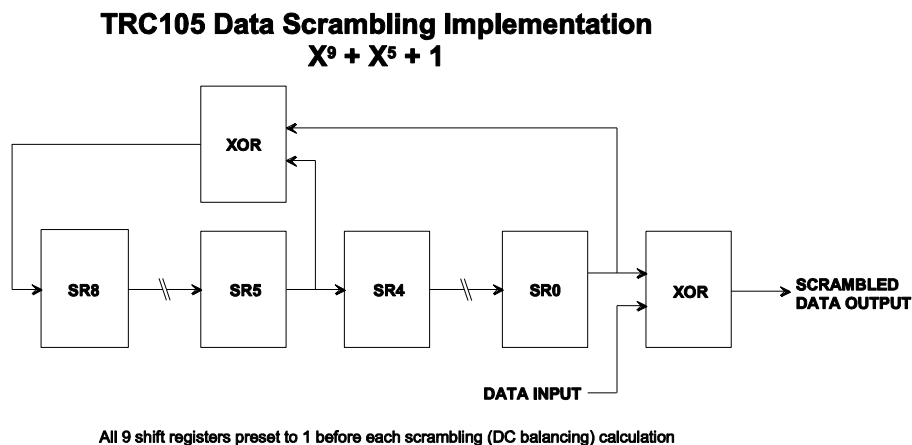 TRC105 Data Scrambling Implementation
X⁹ + X⁵ + 1
XOR
SR8
SR5
SR4
SR0
XOR
SCRAMBLED
DATA OUTPUT
DATA INPUT
All 9 shift registers preset to 1 before each scrambling (DC balancing) calculation